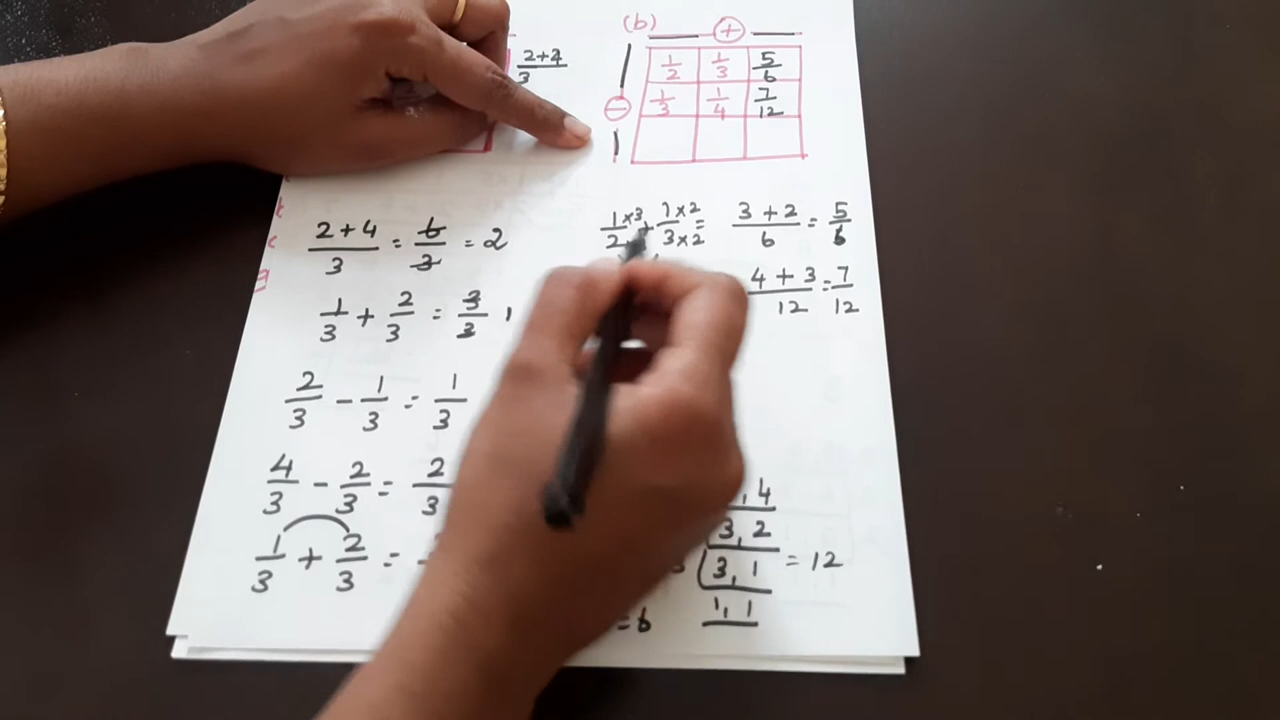 (b)
+
2+4/3
1/2 1/3 5/6
− 1/3 1/4 7/12
2+4/3 = 6/3 = 2
1/3 + 2/3 = 3/3 1
2/3 − 1/3 = 1/3
4/3 − 2/3 = 2/3
1/3 + 2/3 =
1×3/2 + 1×2/3×2 = 3+2/6 = 5/6
4+3/12 = 7/12
, 4
3, 2
3, 1 = 12
1, 1
= 6